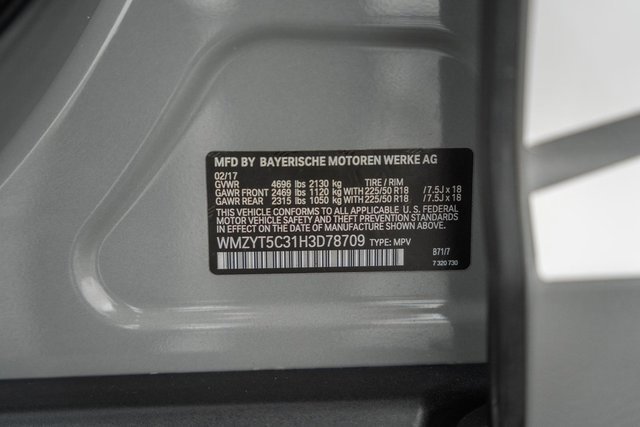 MFD BY BAYERISCHE MOTOREN WERKE AG
02/17
GVWR 4696 lbs 2130 kg TIRE / RIM
GAWR FRONT 2469 lbs 1120 kg WITH 225/50 R18 / 7.5J x 18
GAWR REAR 2315 lbs 1050 kg WITH 225/50 R18 / 7.5J x 18
THIS VEHICLE CONFORMS TO ALL APPLICABLE U. S. FEDERAL
MOTOR VEHICLE SAFETY, BUMPER, AND THEFT PREVENTION
STANDARDS IN EFFECT ON THE DATE OF MANUFACTURE SHOWN ABOVE.
WMZYT5C31H3D78709 TYPE: MPV
B71/7
7 320 730